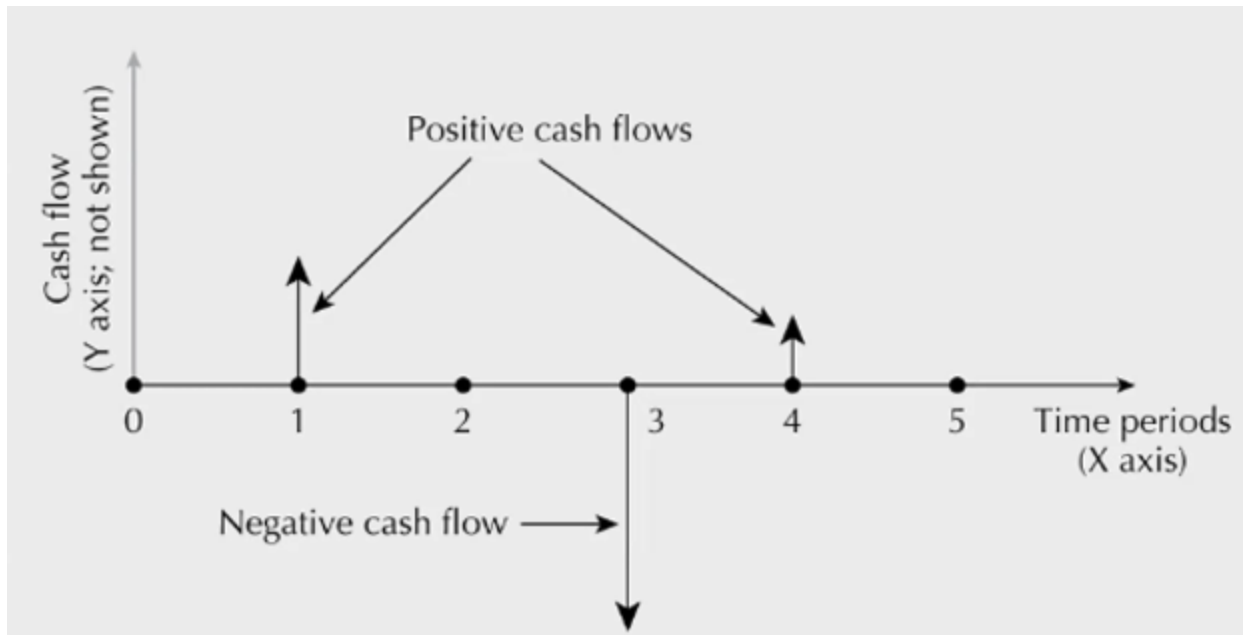 Cash flow
(Y axis; not shown)
Positive cash flows
0
1
2
3
4
5
Time periods
(X axis)
Negative cash flow